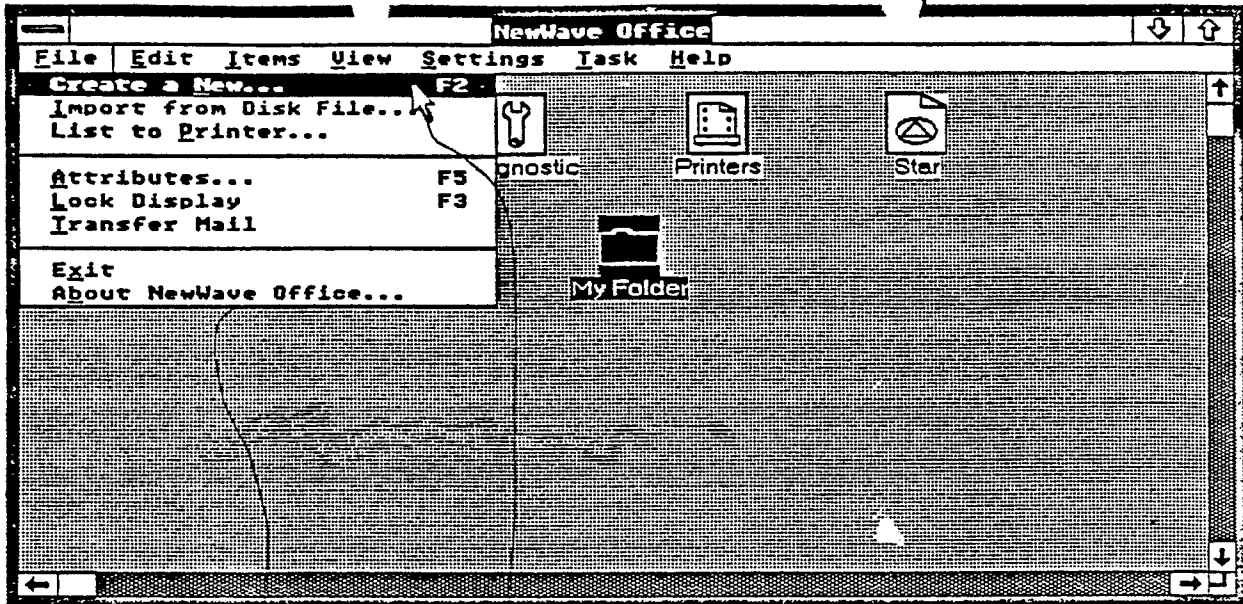 NewWave Office
File Edit Items View Settings Task Help
Create a New... F2
Import from Disk File...
List to Printer...
Attributes... F5
Lock Display F3
Transfer Mail
Exit
About NewWave Office...
gnostic Printers Star
My Folder